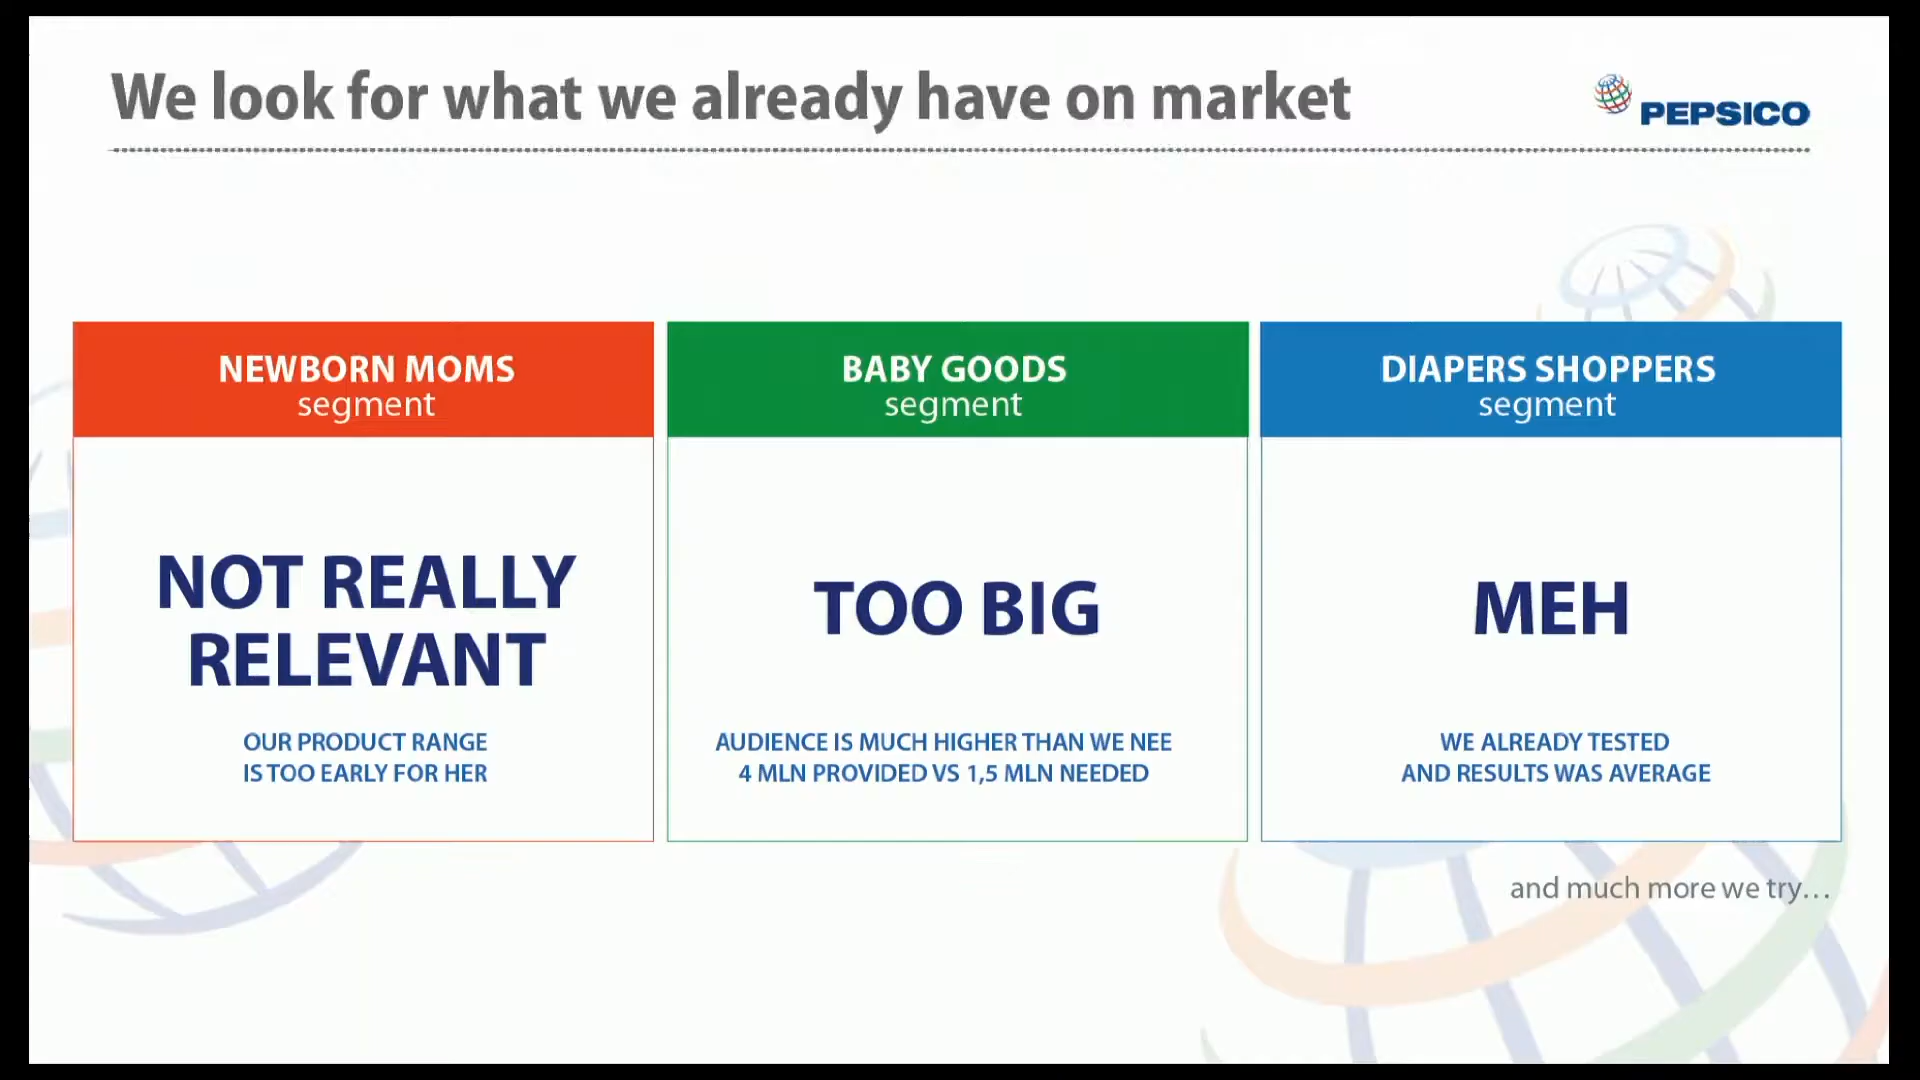 We look for what we already have on market
PEPSICO
NEWBORN MOMS
segment
NOT REALLY
RELEVANT
OUR PRODUCT RANGE
IS TOO EARLY FOR HER
BABY GOODS
segment
TOO BIG
AUDIENCE IS MUCH HIGHER THAN WE NEE
4 MLN PROVIDED VS 1,5 MLN NEEDED
DIAPERS SHOPPERS
segment
MEH
WE ALREADY TESTED
AND RESULTS WAS AVERAGE
and much more we try…